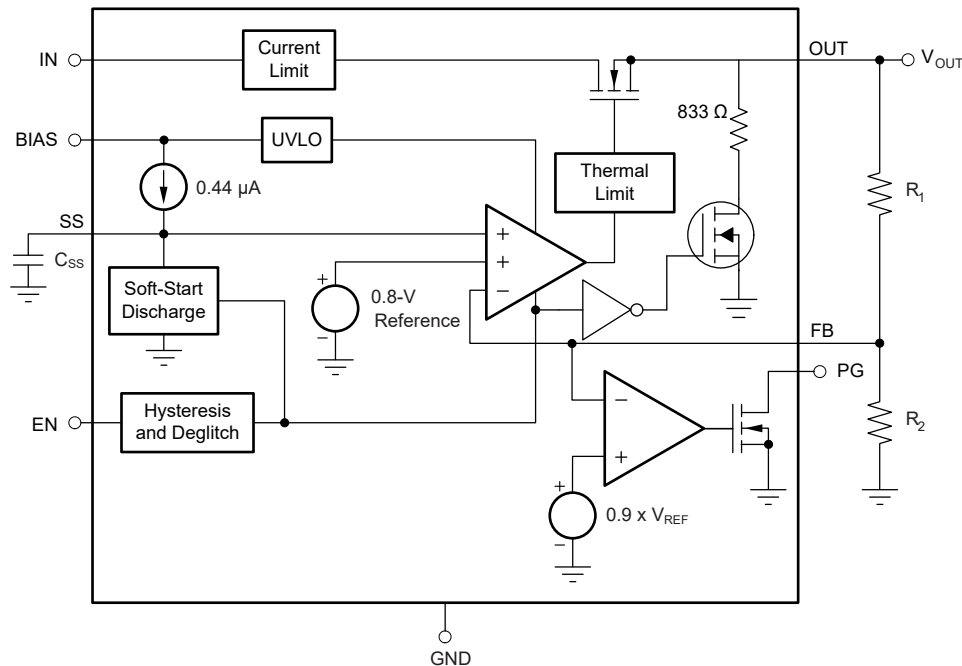 IN
Current
Limit
OUT
V_OUT
833 Ω
BIAS
UVLO
Thermal
Limit
0.44 µA
R_1
SS
+
C_SS
+
Soft-Start
Discharge
+
0.8-V
Reference
−
−
FB
PG
EN
Hysteresis
and Deglitch
−
R_2
+
+
0.9 x V_REF
−
GND